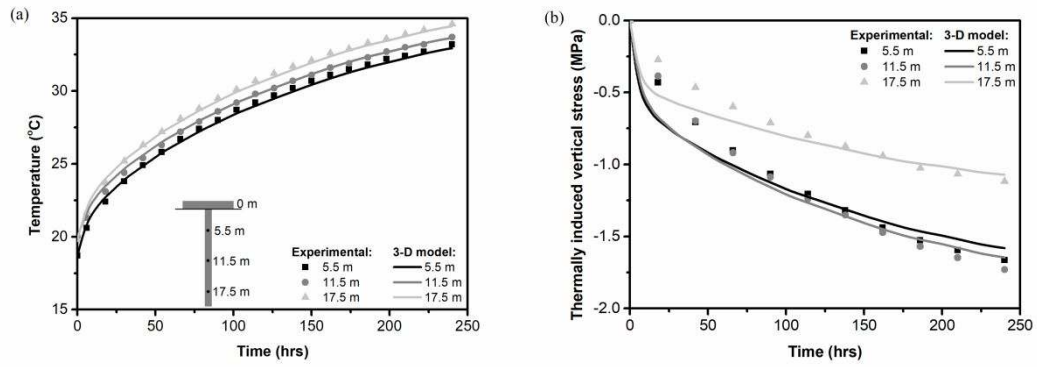 (a)
35
30
25
20
15
Temperature (°C)
0 m
5.5 m
11.5 m
17.5 m
Experimental: 3-D model:
5.5 m 5.5 m
11.5 m 11.5 m
17.5 m 17.5 m
0 50 100 150 200 250
Time (hrs)
(b)
0.0
-0.5
-1.0
-1.5
-2.0
Thermally induced vertical stress (MPa)
Experimental: 3-D model:
5.5 m 5.5 m
11.5 m 11.5 m
17.5 m 17.5 m
0 50 100 150 200 250
Time (hrs)